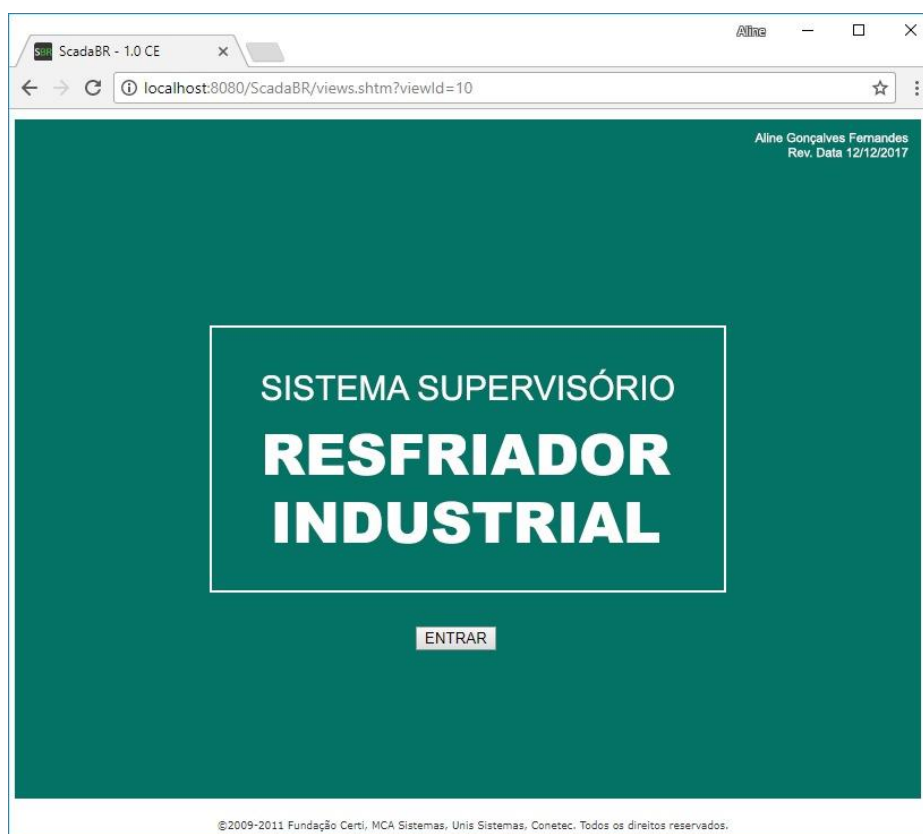 Aline
SBR ScadaBR - 1.0 CE
localhost:8080/ScadaBR/views.shtm?viewId=10
Aline Gonçalves Fernandes
Rev. Data 12/12/2017
SISTEMA SUPERVISÓRIO
RESFRIADOR
INDUSTRIAL
ENTRAR
©2009-2011 Fundação Certi, MCA Sistemas, Unis Sistemas, Conetec. Todos os direitos reservados.